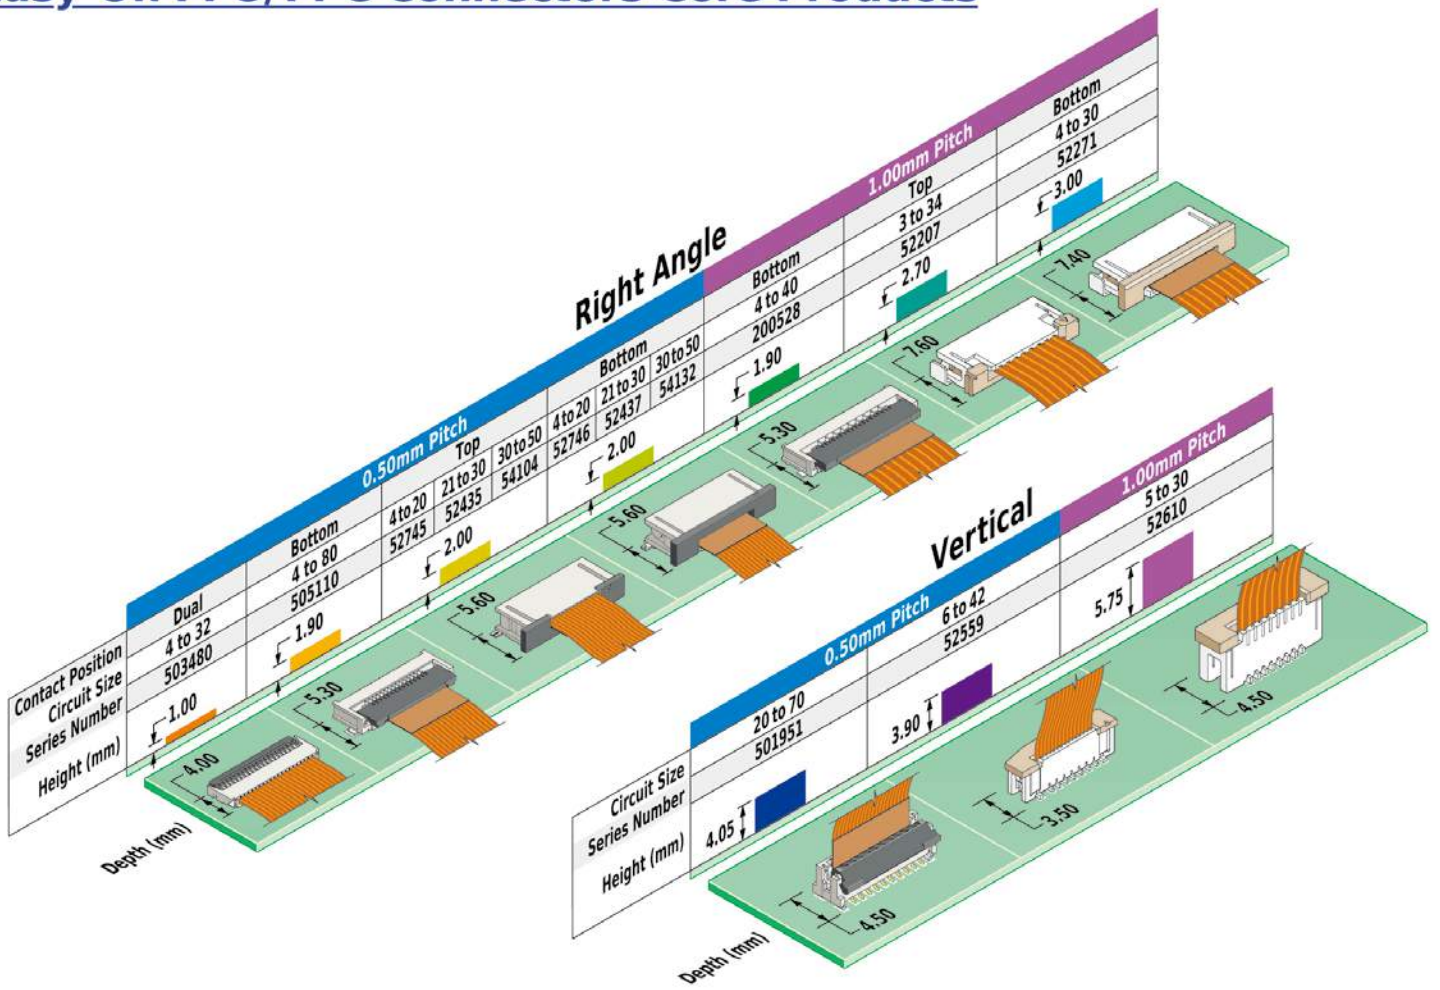 Easy-On FFC/FPC Connectors Core Products
Right Angle
0.50mm Pitch
1.00mm Pitch
Contact Position
Dual
Bottom
Top
Bottom
Bottom
Top
Bottom
Circuit Size
4 to 32
4 to 80
4 to 20
21 to 30
30 to 50
4 to 20
21 to 30
30 to 50
4 to 40
3 to 34
4 to 30
Series Number
503480
505110
52745
52435
54104
52746
52437
54132
200528
52207
52271
Height (mm)
1.00
1.90
2.00
2.00
1.90
2.70
3.00
Depth (mm)
4.00
5.30
5.60
5.60
5.30
7.60
7.40
Vertical
0.50mm Pitch
1.00mm Pitch
Circuit Size
20 to 70
6 to 42
5 to 30
Series Number
501951
52559
52610
Height (mm)
4.05
3.90
5.75
Depth (mm)
4.50
3.50
4.50